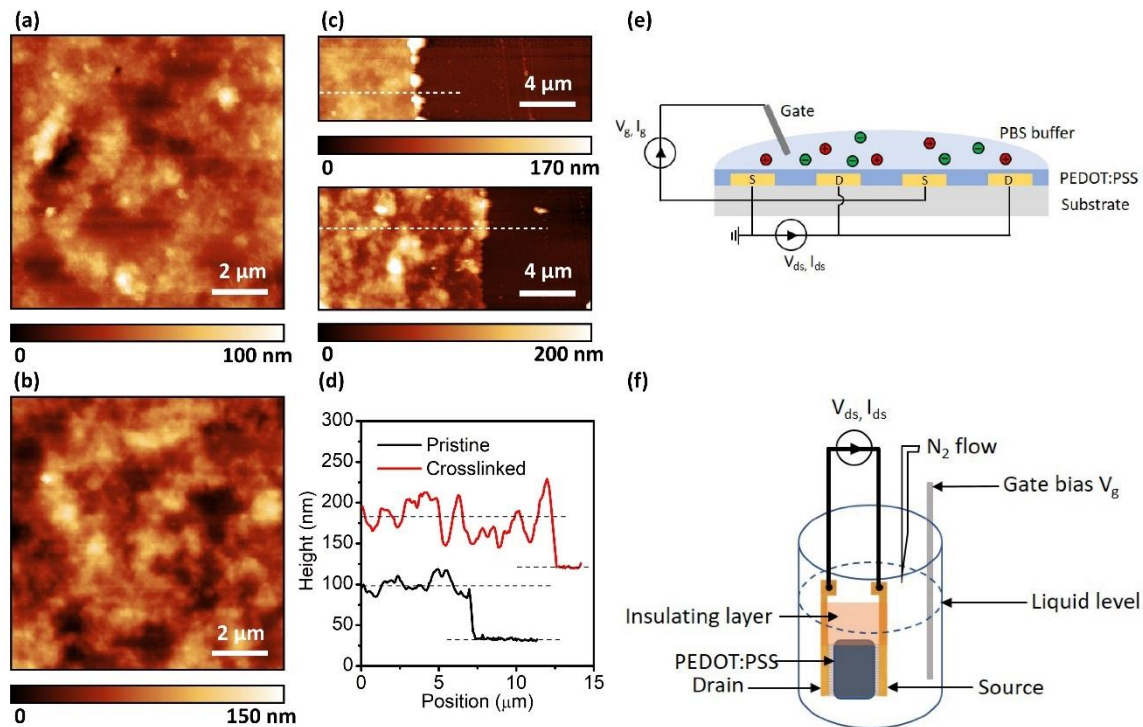 (a)
2 µm
0
100 nm
(b)
2 µm
0
150 nm
(c)
4 µm
0
170 nm
4 µm
0
200 nm
(d)
300
250
200
150
100
50
0
Height (nm)
Pristine
Crosslinked
0
5
10
15
Position (µm)
(e)
Gate
Vg, Ig
PBS buffer
+
−
+
−
−
+
+
−
−
+
S
D
S
D
PEDOT:PSS
Substrate
Vds, Ids
(f)
Vds, Ids
N2 flow
Gate bias Vg
Liquid level
Insulating layer
PEDOT:PSS
Drain
Source